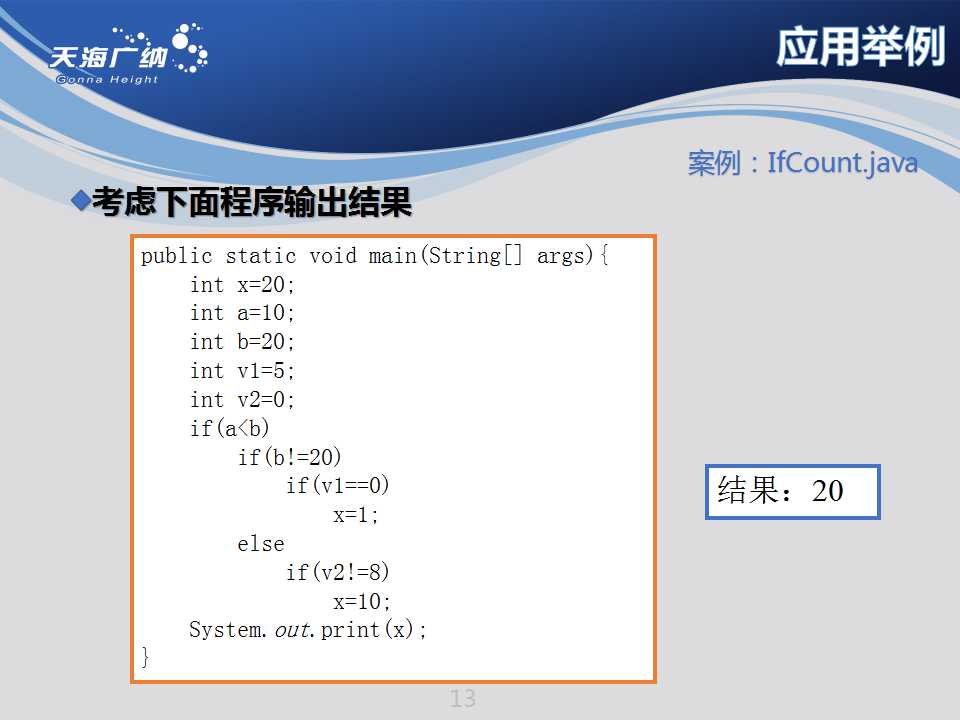 天海广纳
Gonna Height
应用举例
案例：IfCount.java
考虑下面程序输出结果
public static void main(String[] args){
    int x=20;
    int a=10;
    int b=20;
    int v1=5;
    int v2=0;
    if(a<b)
        if(b!=20)
            if(v1==0)
                x=1;
        else
            if(v2!=8)
                x=10;
    System.out.print(x);
}
结果：20
13